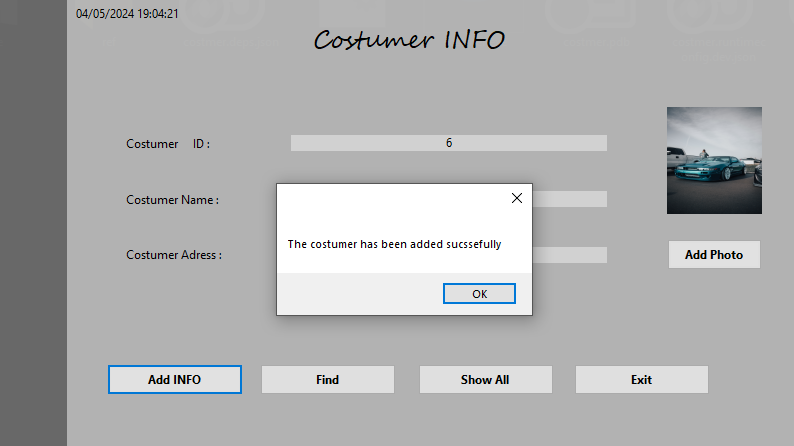 04/05/2024 19:04:21
Costumer INFO
Costumer ID :
6
Costumer Name :
The costumer has been added sucssefully
Costumer Adress :
OK
Add Photo
Add INFO
Find
Show All
Exit